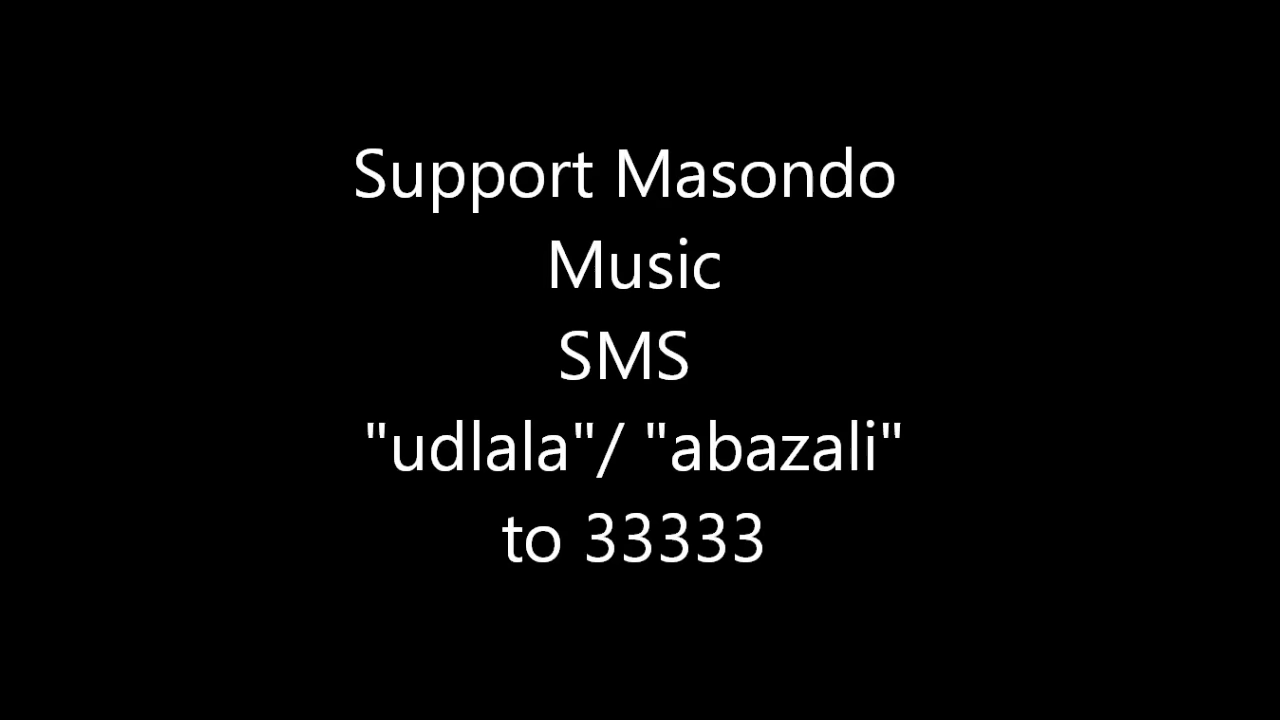 Support Masondo
Music
SMS
"udlala"/ "abazali"
to 33333